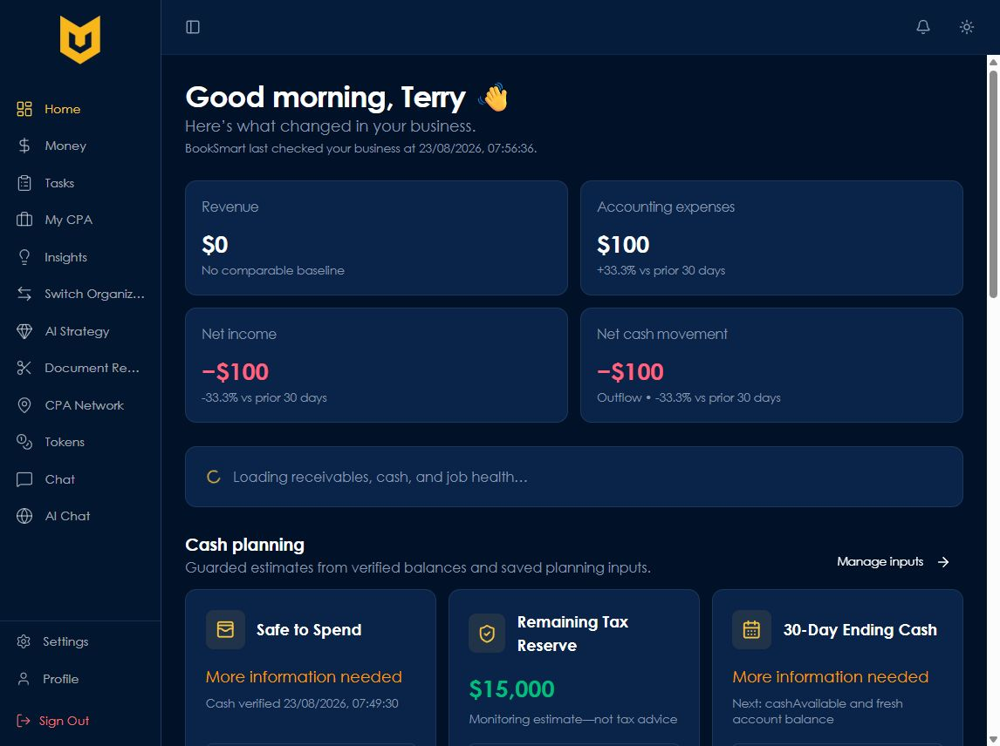 Home
Money
Tasks
My CPA
Insights
Switch Organiz...
AI Strategy
Document Re...
CPA Network
Tokens
Chat
AI Chat
Settings
Profile
Sign Out
Good morning, Terry 👋
Here's what changed in your business.
BookSmart last checked your business at 23/08/2026, 07:56:36.
Revenue
$0
No comparable baseline
Accounting expenses
$100
+33.3% vs prior 30 days
Net income
−$100
-33.3% vs prior 30 days
Net cash movement
−$100
Outflow • -33.3% vs prior 30 days
Loading receivables, cash, and job health...
Cash planning
Guarded estimates from verified balances and saved planning inputs.
Manage inputs →
Safe to Spend
More information needed
Cash verified 23/08/2026, 07:49:30
Remaining Tax
Reserve
$15,000
Monitoring estimate—not tax advice
30-Day Ending Cash
More information needed
Next: cashAvailable and fresh
account balance